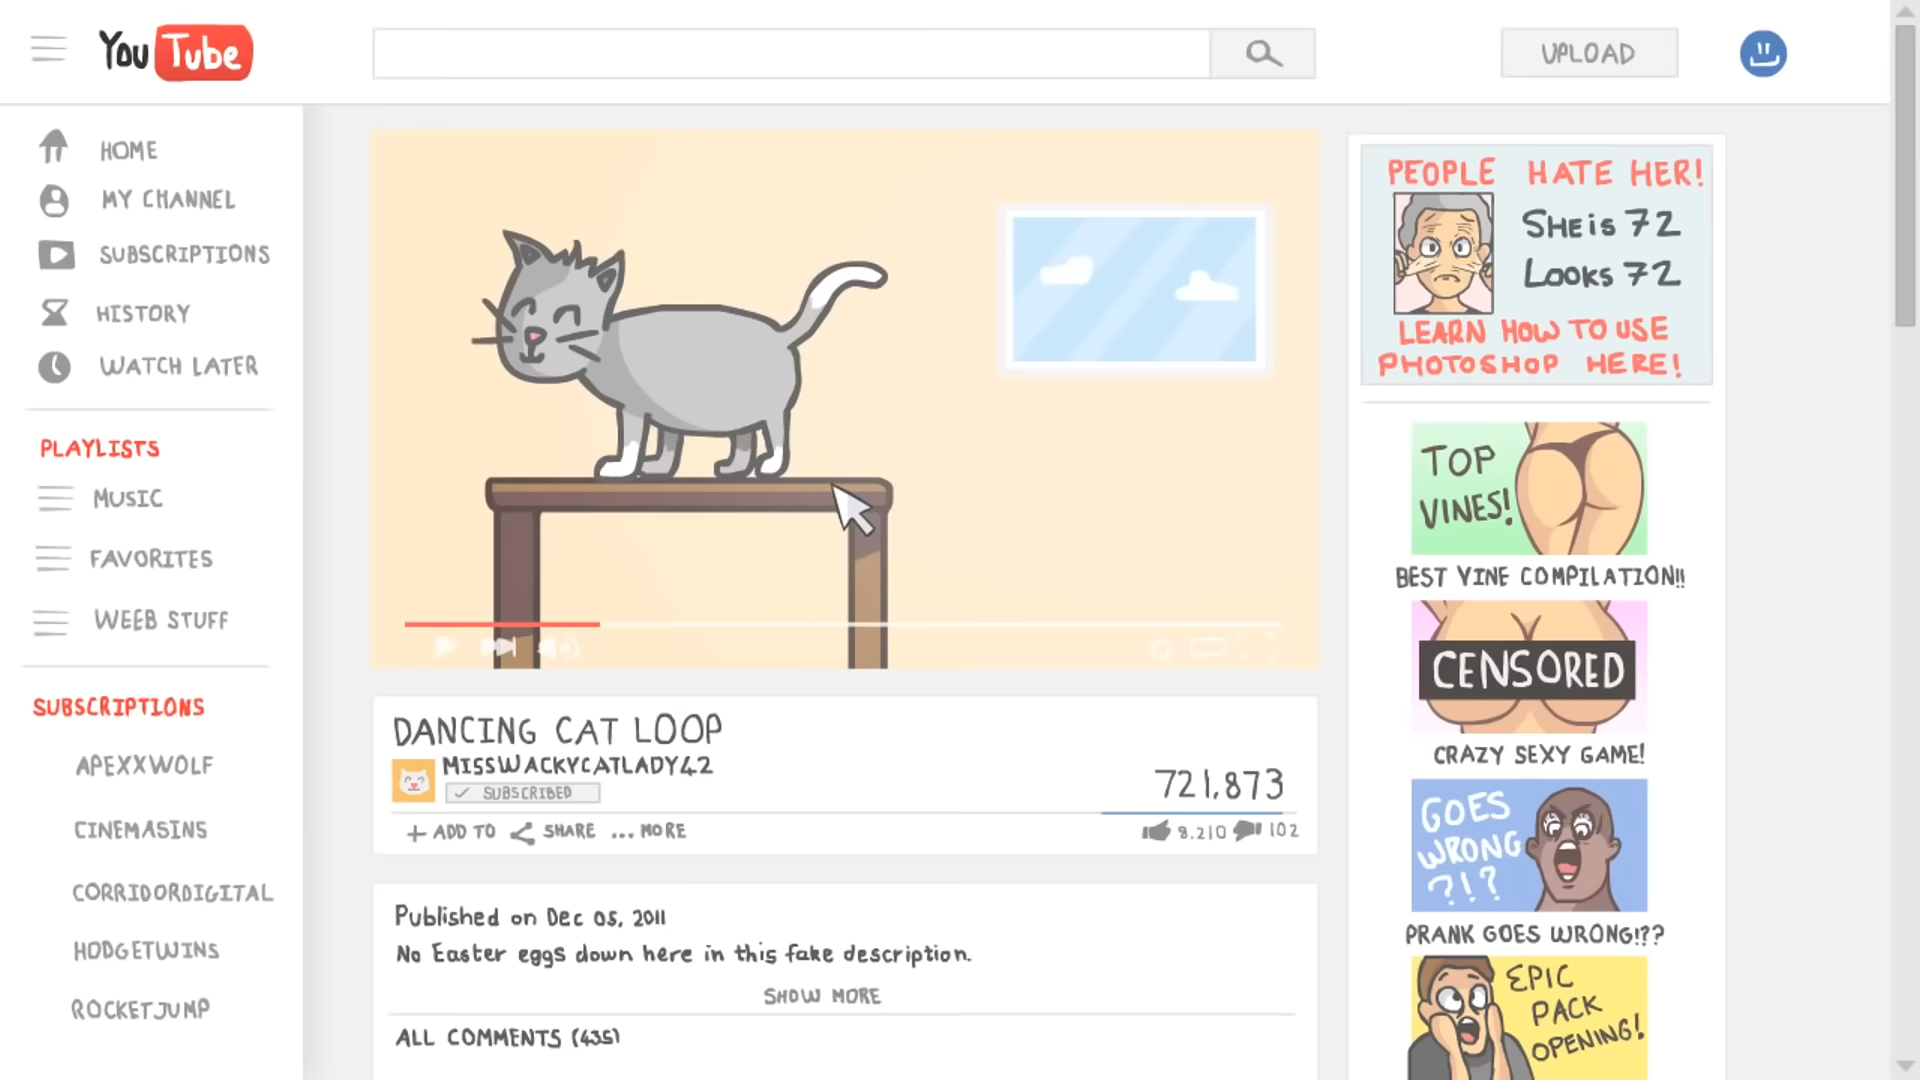 You Tube
UPLOAD
HOME
MY CHANNEL
SUBSCRIPTIONS
HISTORY
WATCH LATER
PLAYLISTS
MUSIC
FAVORITES
WEEB STUFF
SUBSCRIPTIONS
APEXXWOLF
CINEMASINS
CORRIDORDIGITAL
HODGETWINS
ROCKETJUMP
DANCING CAT LOOP
MISSWACKYCATLADY42
SUBSCRIBED
721,873
+ ADD TO SHARE ... MORE
8.210 102
Published on Dec 05, 2011
No Easter eggs down here in this fake description.
SHOW MORE
ALL COMMENTS (435)
PEOPLE HATE HER!
SHE is 72
Looks 72
LEARN HOW TO USE
PHOTOSHOP HERE!
TOP
VINES!
BEST VINE COMPILATION!!
CENSORED
CRAZY SEXY GAME!
GOES
WRONG
?!?
PRANK GOES WRONG!??
EPIC
PACK
OPENING!